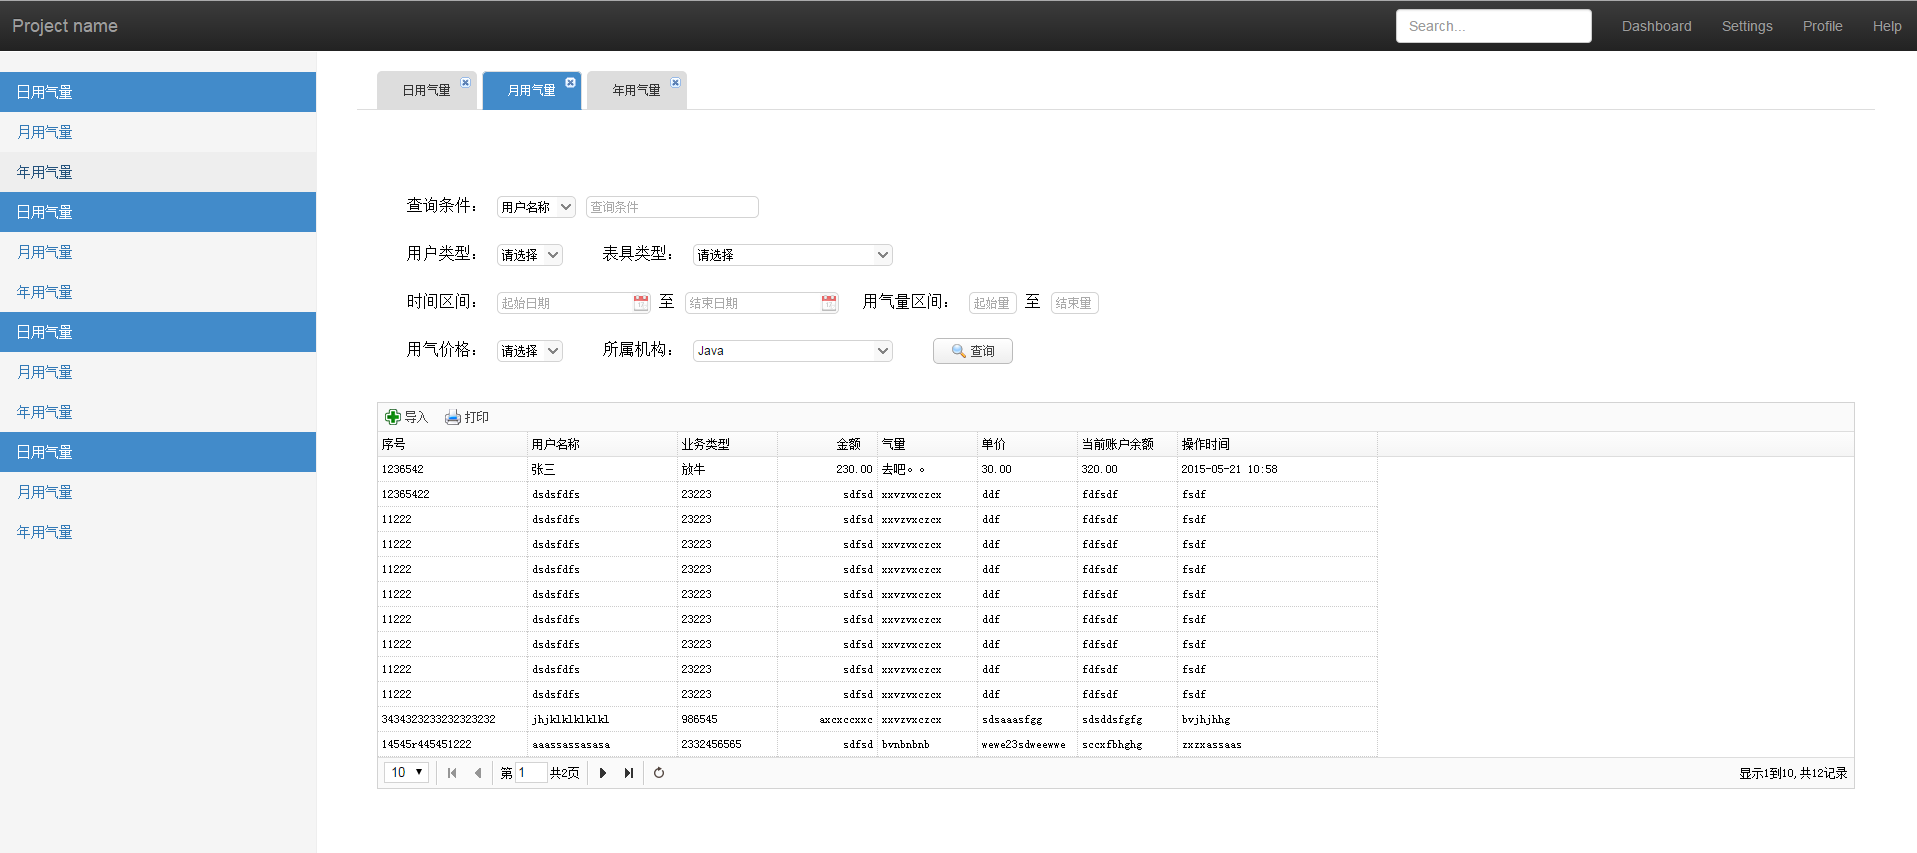 Project name Search... Dashboard Settings Profile Help
日用气量
月用气量
年用气量
日用气量
月用气量
年用气量
日用气量
月用气量
年用气量
日用气量
月用气量
年用气量
日用气量 月用气量 年用气量
查询条件： 用户名称 查询条件
用户类型： 请选择 表具类型： 请选择
时间区间： 起始日期 至 结束日期 用气量区间： 起始量 至 结束量
用气价格： 请选择 所属机构： Java 查询
导入 打印
序号 用户名称 业务类型 金额 气量 单价 当前账户余额 操作时间
1236542 张三 放牛 230.00 去吧。。 30.00 320.00 2015-05-21 10:58
12365422 dsdsfdfs 23223 sdfsd xxvzvxczcx ddf fdfsdf fsdf
11222 dsdsfdfs 23223 sdfsd xxvzvxczcx ddf fdfsdf fsdf
11222 dsdsfdfs 23223 sdfsd xxvzvxczcx ddf fdfsdf fsdf
11222 dsdsfdfs 23223 sdfsd xxvzvxczcx ddf fdfsdf fsdf
11222 dsdsfdfs 23223 sdfsd xxvzvxczcx ddf fdfsdf fsdf
11222 dsdsfdfs 23223 sdfsd xxvzvxczcx ddf fdfsdf fsdf
11222 dsdsfdfs 23223 sdfsd xxvzvxczcx ddf fdfsdf fsdf
11222 dsdsfdfs 23223 sdfsd xxvzvxczcx ddf fdfsdf fsdf
11222 dsdsfdfs 23223 sdfsd xxvzvxczcx ddf fdfsdf fsdf
3434323233232323232 jhjklklklklkl 986545 axcxccxxc xxvzvxczcx sdsaaasfgg sdsddsfgfg bvjhjhhg
14545r445451222 aaassassasasa 2332456565 sdfsd bvnbnbnb wewe23sdweewwe sccxfbhghg zxzxassaas
10 第 1 共2页 显示1到10,共12记录